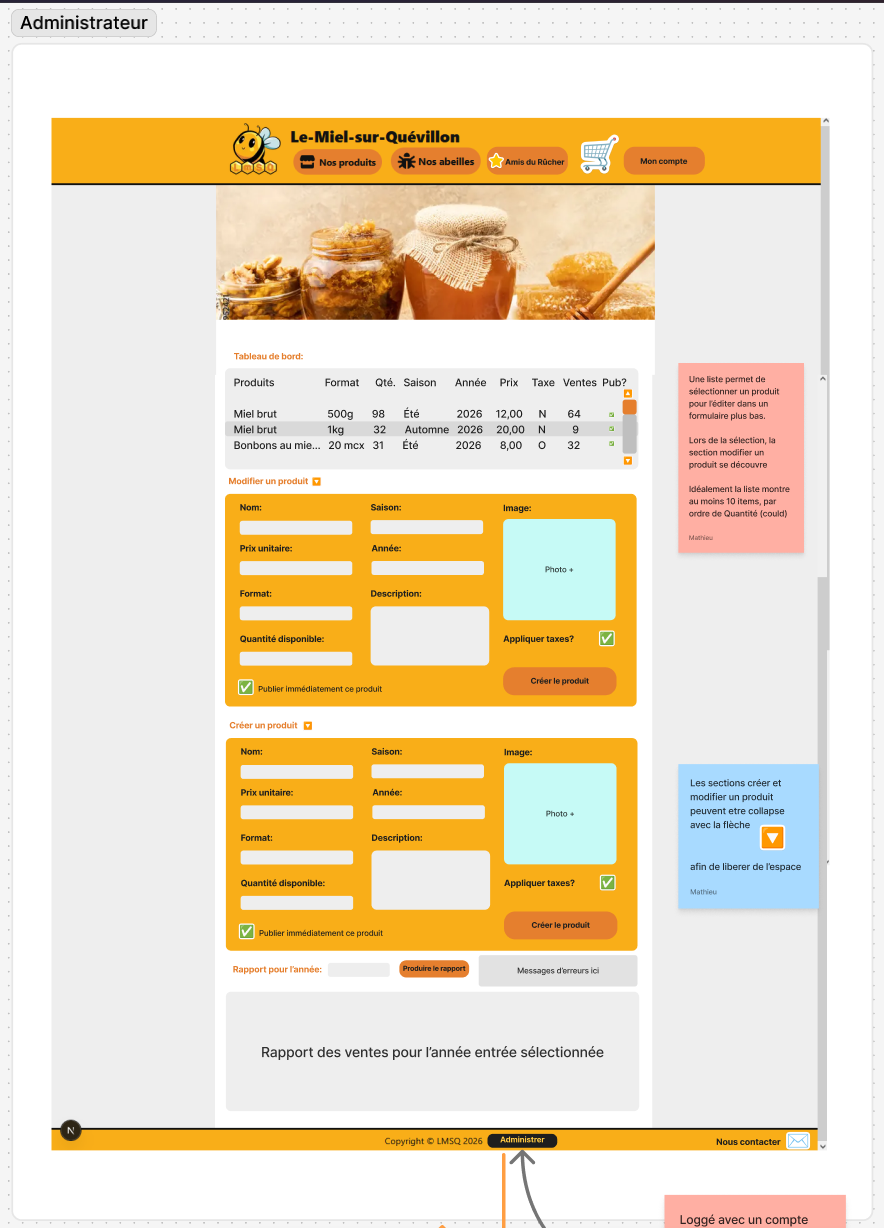 Administrateur
Le-Miel-sur-Quévillon
LMSQ
Nos produits
Nos abeilles
Amis du Rûcher
Mon compte
Tableau de bord:
Produits Format Qté. Saison Année Prix Taxe Ventes Pub?
Miel brut 500g 98 Été 2026 12,00 N 64
Miel brut 1kg 32 Automne 2026 20,00 N 9
Bonbons au mie... 20 mcx 31 Été 2026 8,00 O 32
Modifier un produit
Nom: Saison: Image:
Prix unitaire: Année:
Photo +
Format: Description:
Quantité disponible: Appliquer taxes?
Publier immédiatement ce produit
Créer le produit
Créer un produit
Nom: Saison: Image:
Prix unitaire: Année:
Photo +
Format: Description:
Quantité disponible: Appliquer taxes?
Publier immédiatement ce produit
Créer le produit
Rapport pour l'année: Produire le rapport Messages d'erreurs ici
Rapport des ventes pour l'année entrée sélectionnée
N
Copyright © LMSQ 2026 Administrer Nous contacter
Une liste permet de
sélectionner un produit
pour l'éditer dans un
formulaire plus bas.
Lors de la sélection, la
section modifier un
produit se découvre
Idéalement la liste montre
au moins 10 items, par
ordre de Quantité (could)
Mathieu
Les sections créer et
modifier un produit
peuvent etre collapse
avec la flèche
afin de liberer de l'espace
Mathieu
Loggé avec un compte